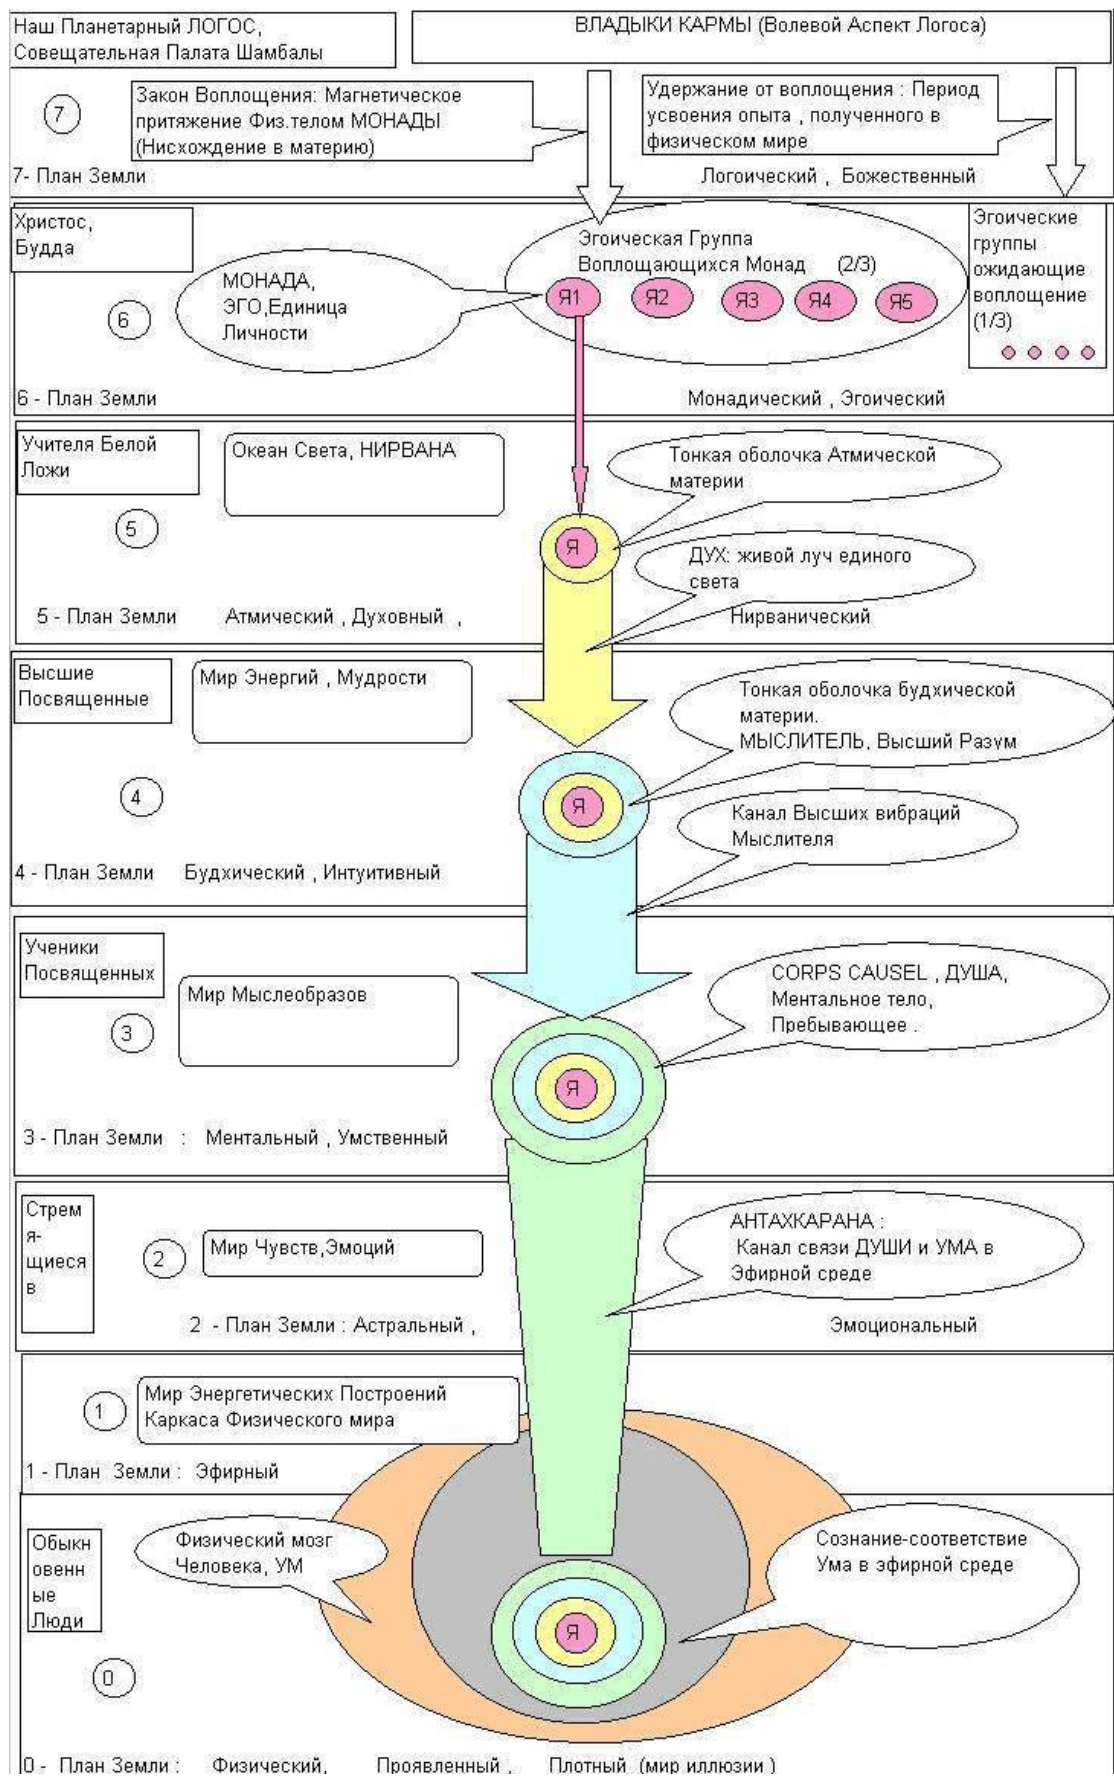 Наш Планетарный ЛОГОС,
Совещательная Палата Шамбалы
ВЛАДЫКИ КАРМЫ (Волевой Аспект Логоса)
7
Закон Воплощения: Магнетическое
притяжение Физ.телом МОНАДЫ
(Нисхождение в материю)
Удержание от воплощения : Период
усвоения опыта , полученного в
физическом мире
7- План Земли
Логоический , Божественный
Христос,
Будда
6
МОНАДА,
ЭГО,Единица
Личности
Эгоическая Группа
Воплощающихся Монад (2/3)
Я1 Я2 Я3 Я4 Я5
Эгоические
группы
ожидающие
воплощение
(1/3)
6 - План Земли
Монадический , Эгоический
Учителя Белой
Ложи
Океан Света, НИРВАНА
5
Тонкая оболочка Атмической
материи
Я
ДУХ: живой луч единого
света
5 - План Земли Атмический , Духовный ,
Нирванический
Высшие
Посвященные
Мир Энергий , Мудрости
4
Тонкая оболочка будхической
материи.
МЫСЛИТЕЛЬ, Высший Разум
Я
Канал Высших вибраций
Мыслителя
4 - План Земли Будхический , Интуитивный
Ученики
Посвященных
Мир Мыслеобразов
3
CORPS CAUSEL , ДУША,
Ментальное тело,
Пребывающее .
Я
3 - План Земли : Ментальный , Умственный
Стрем
я-
щиеся
в
2
Мир Чувств,Эмоций
АНТАХКАРАНА :
Канал связи ДУШИ и УМА в
Эфирной среде
2 - План Земли : Астральный ,
Эмоциональный
1
Мир Энергетических Построений
Каркаса Физического мира
1 - План Земли : Эфирный
Обыкн
овенн
ые
Люди
Физический мозг
Человека, УМ
Сознание-соответствие
Ума в эфирной среде
Я
0
0 - План Земли : Физический, Проявленный , Плотный (мир иллюзии )